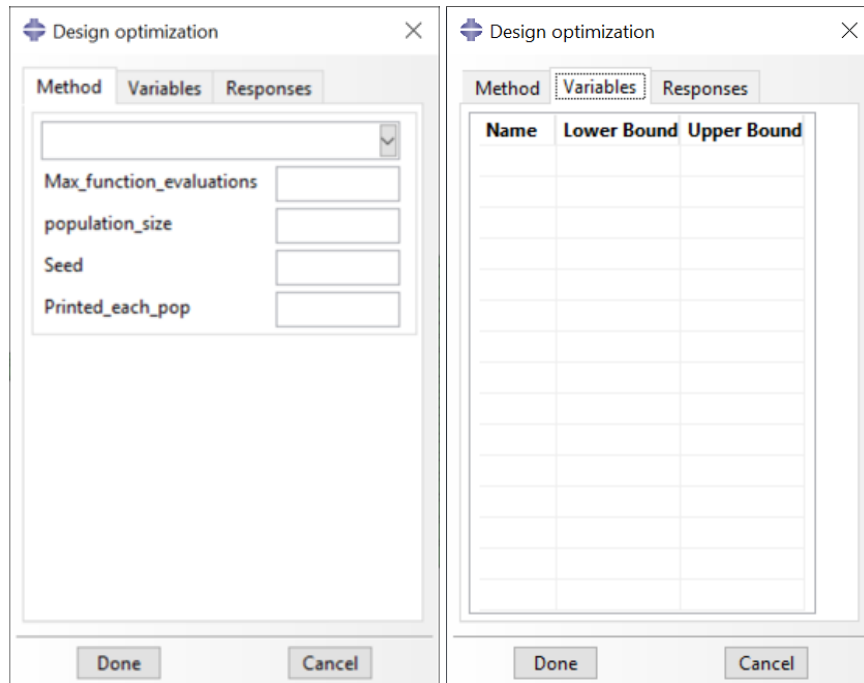 Design optimization
Method Variables Responses
Max_function_evaluations
population_size
Seed
Printed_each_pop
Done Cancel
Design optimization
Method Variables Responses
Name Lower Bound Upper Bound
Done Cancel